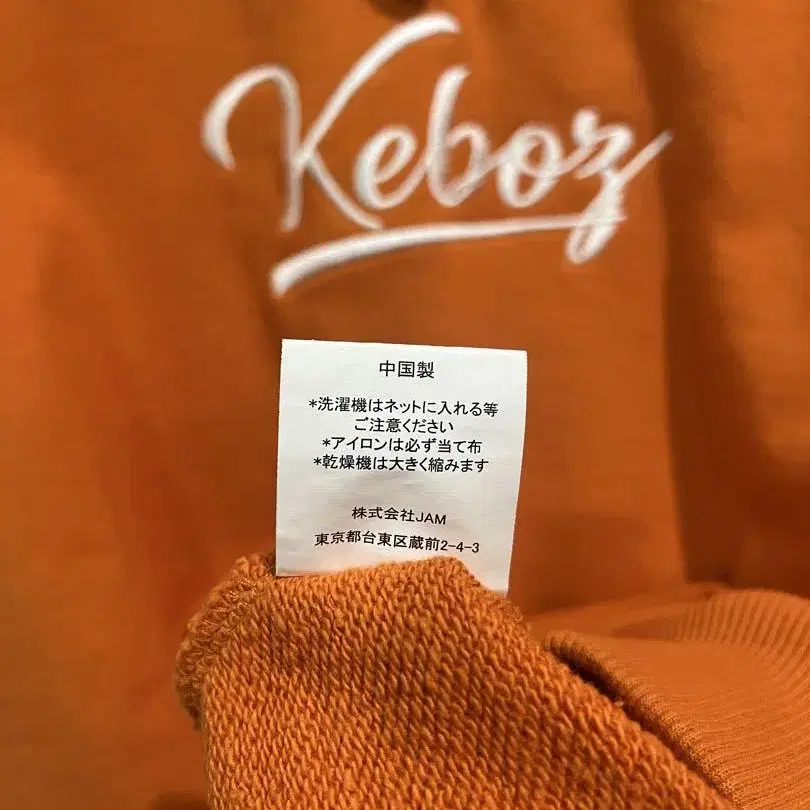 Keboz
中国製
*洗濯機はネットに入れる等
ご注意ください
*アイロンは必ず当て布
*乾燥機は大きく縮みます
株式会社JAM
東京都台東区蔵前2-4-3